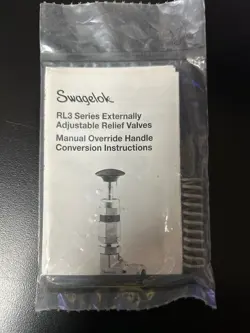 Swagelok
RL3 Series Externally
Adjustable Relief Valves
Manual Override Handle
Conversion Instructions